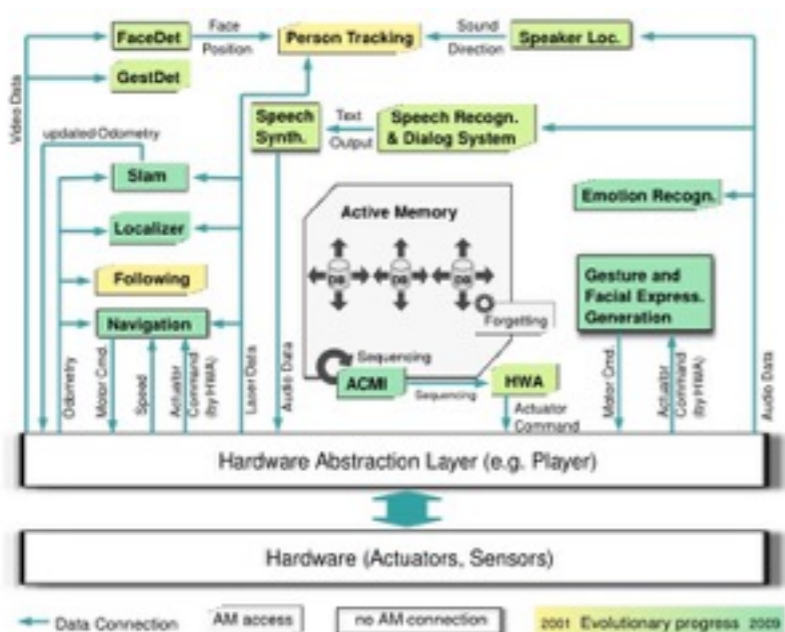 FaceDet
Face
Position
Person Tracking
Sound
Direction
Speaker Loc.
GestDet
Video Data
updated Odometry
Speech
Synth.
Text
Output
Speech Recogn.
& Dialog System
Slam
Emotion Recogn.
Active Memory
Localizer
DB
DB
DB
Following
Gesture and
Facial Express.
Generation
Forgetting
Navigation
Sequencing
ACMI
Sequencing
HWA
Odometry
Motor Cmd.
Speed
Actuator
Command
(by HWA)
Laser Data
Audio Data
Actuator
Command
Motor Cmd.
Actuator
Command
(by HWA)
Audio Data
Hardware Abstraction Layer (e.g. Player)
Hardware (Actuators, Sensors)
Data Connection
AM access
no AM connection
2001 Evolutionary progress 2009